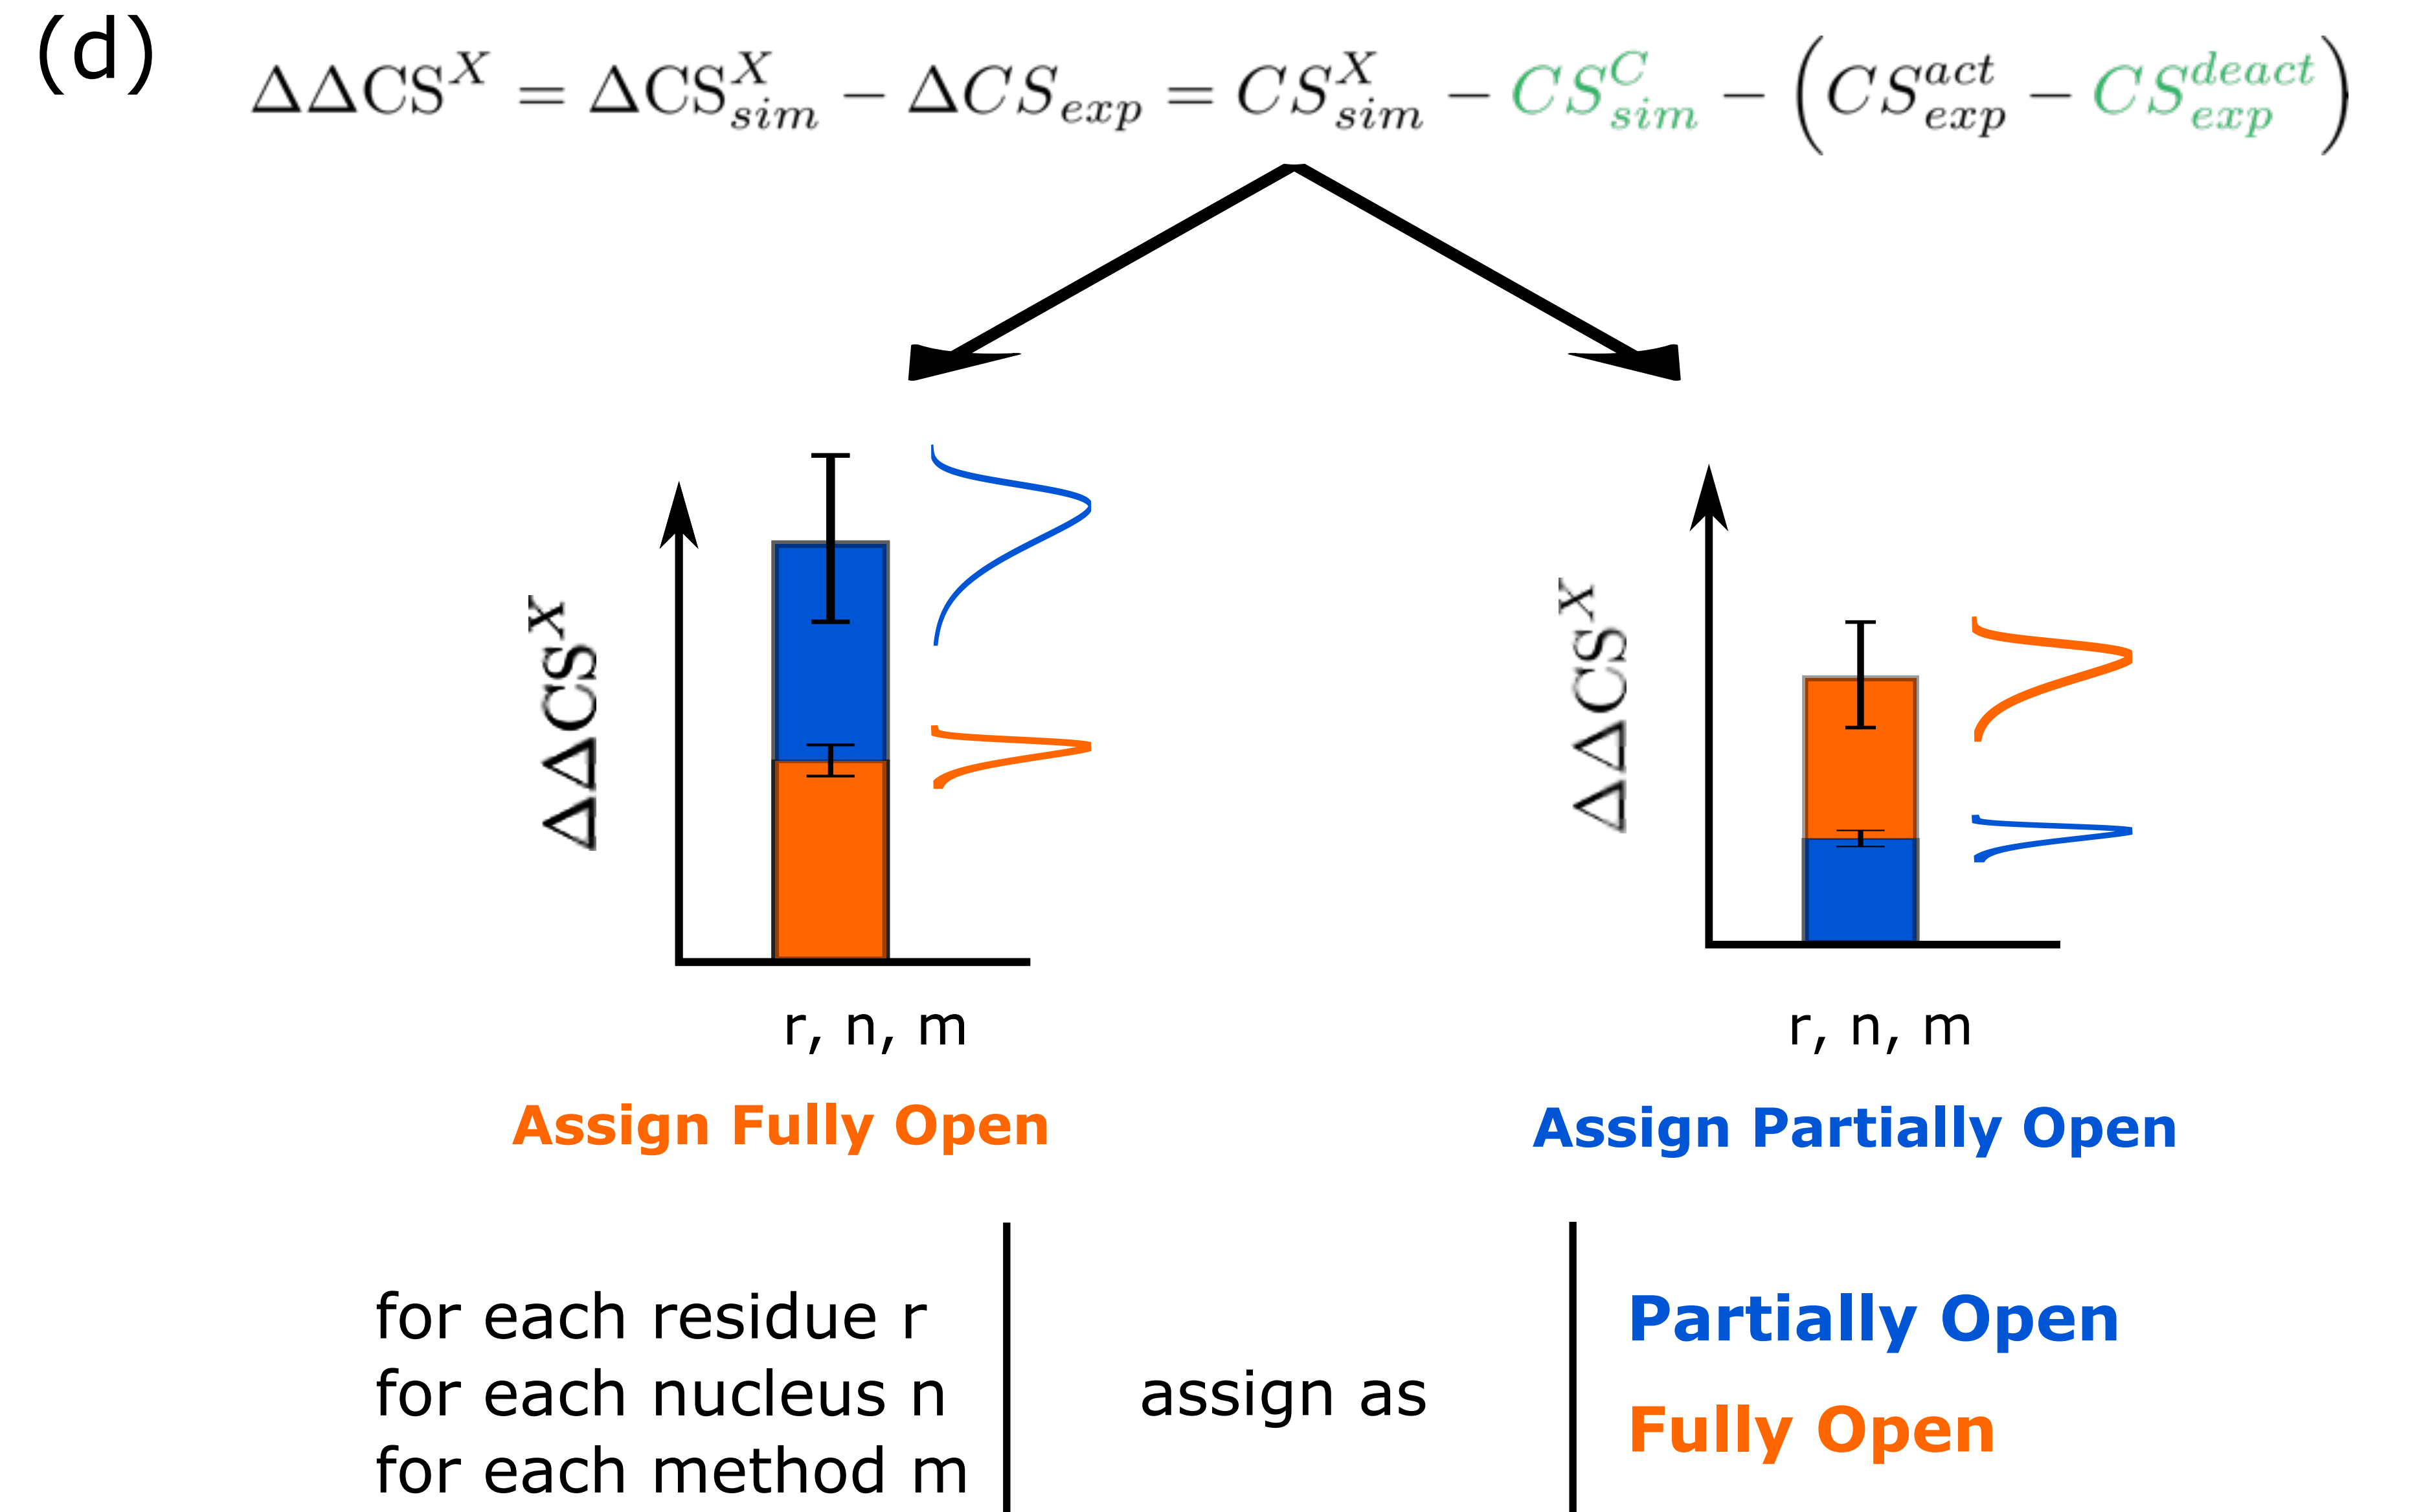 (d)
ΔΔCS^X = ΔCS^X_sim − ΔCS_exp = CS^X_sim − CS^C_sim − (CS^act_exp − CS^deact_exp)
ΔΔCS^X
r, n, m
Assign Fully Open
ΔΔCS^X
r, n, m
Assign Partially Open
for each residue r
for each nucleus n
for each method m
assign as
Partially Open
Fully Open